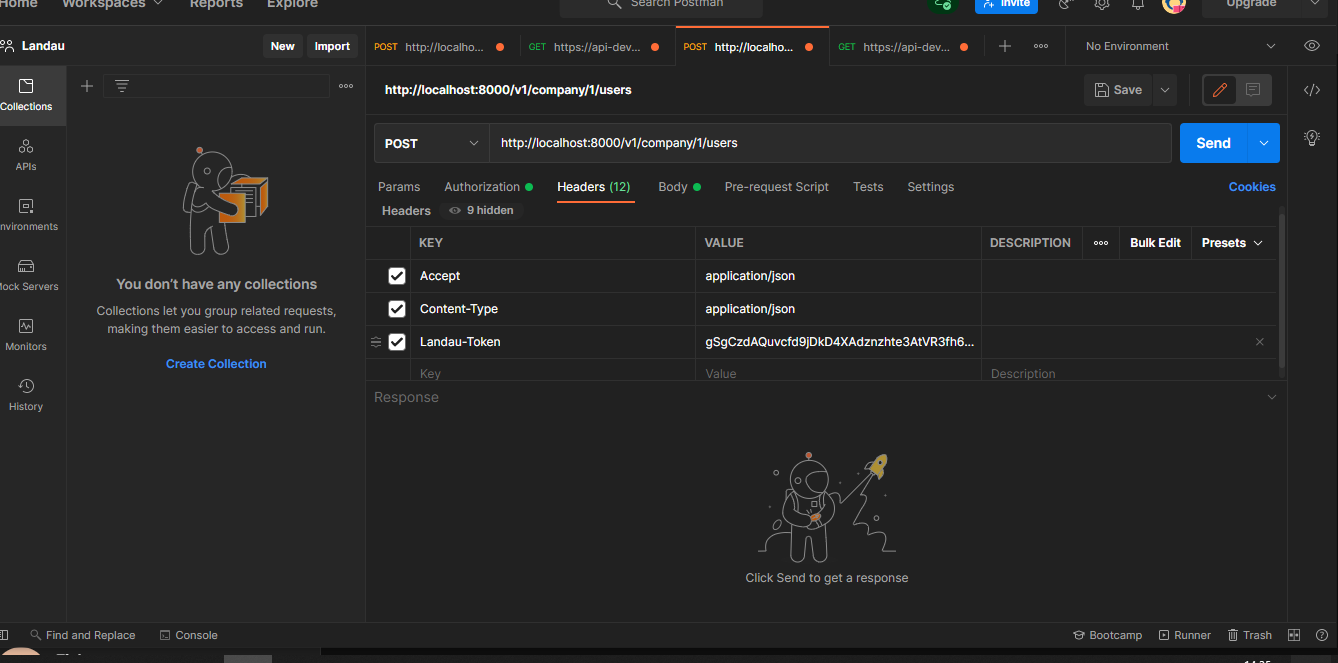 Home Workspaces Reports Explore Search Postman Invite Upgrade
Landau New Import
POST http://localho... GET https://api-dev... POST http://localho... GET https://api-dev... No Environment
Collections
APIs
nvironments
ock Servers
Monitors
History
You don't have any collections
Collections let you group related requests,
making them easier to access and run.
Create Collection
http://localhost:8000/v1/company/1/users Save
POST http://localhost:8000/v1/company/1/users Send
Params Authorization Headers (12) Body Pre-request Script Tests Settings Cookies
Headers 9 hidden
KEY VALUE DESCRIPTION Bulk Edit Presets
Accept application/json
Content-Type application/json
Landau-Token gSgCzdAQuvcfd9jDkD4XAdznzhte3AtVR3fh6...
Key Value Description
Response
Click Send to get a response
Find and Replace Console Bootcamp Runner Trash